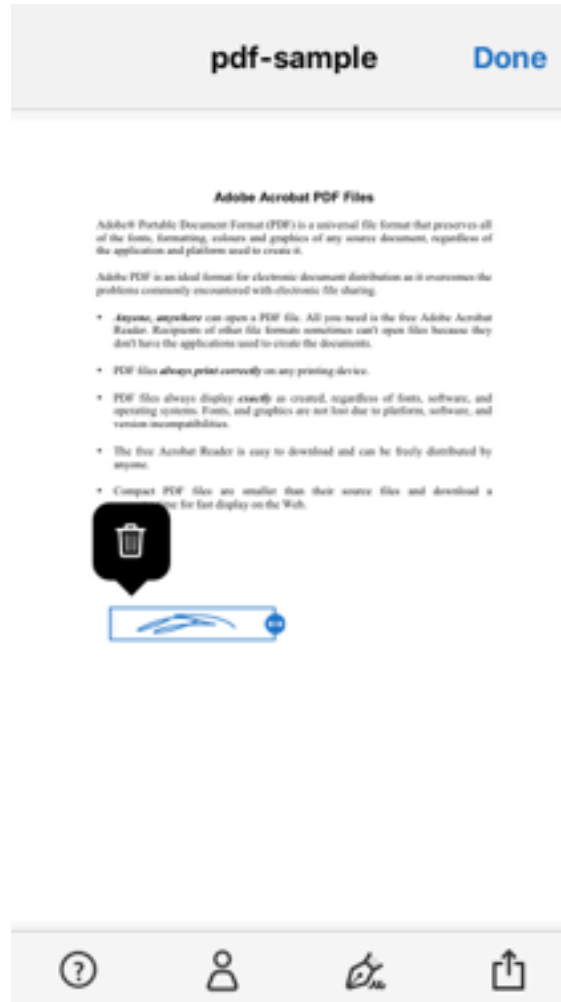 pdf-sample
Done
Adobe Acrobat PDF Files
Adobe® Portable Document Format (PDF) is a universal file format that preserves all
of the fonts, formatting, colours and graphics of any source document, regardless of
the application and platform used to create it.
Adobe PDF is an ideal format for electronic document distribution as it overcomes the
problems commonly encountered with electronic file sharing.
• Anyone, anywhere can open a PDF file. All you need is the free Adobe Acrobat
Reader. Recipients of other file formats sometimes can't open files because they
don't have the applications used to create the documents.
• PDF files always print correctly on any printing device.
• PDF files always display exactly as created, regardless of fonts, software, and
operating systems. Fonts, and graphics are not lost due to platform, software, and
version incompatibilities.
• The free Acrobat Reader is easy to download and can be freely distributed by
anyone.
• Compact PDF files are smaller than their source files and download a
time for fast display on the Web.